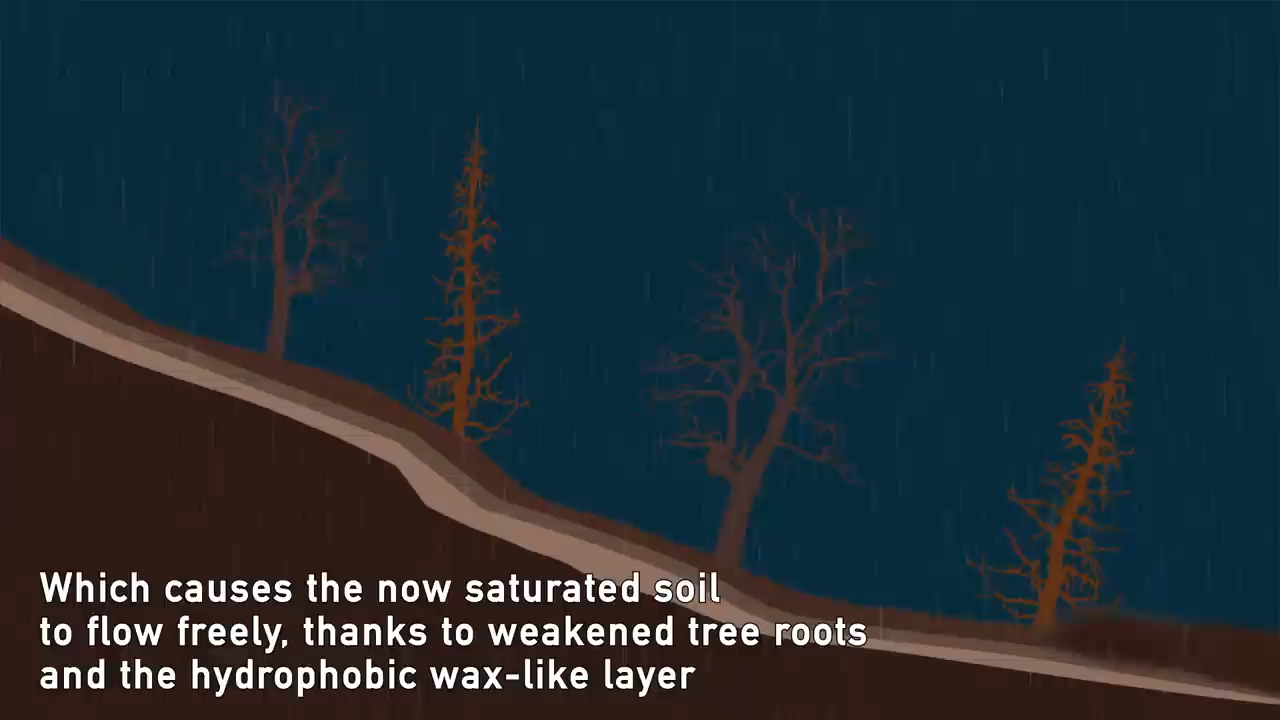 Which causes the now saturated soil
to flow freely, thanks to weakened tree roots
and the hydrophobic wax-like layer